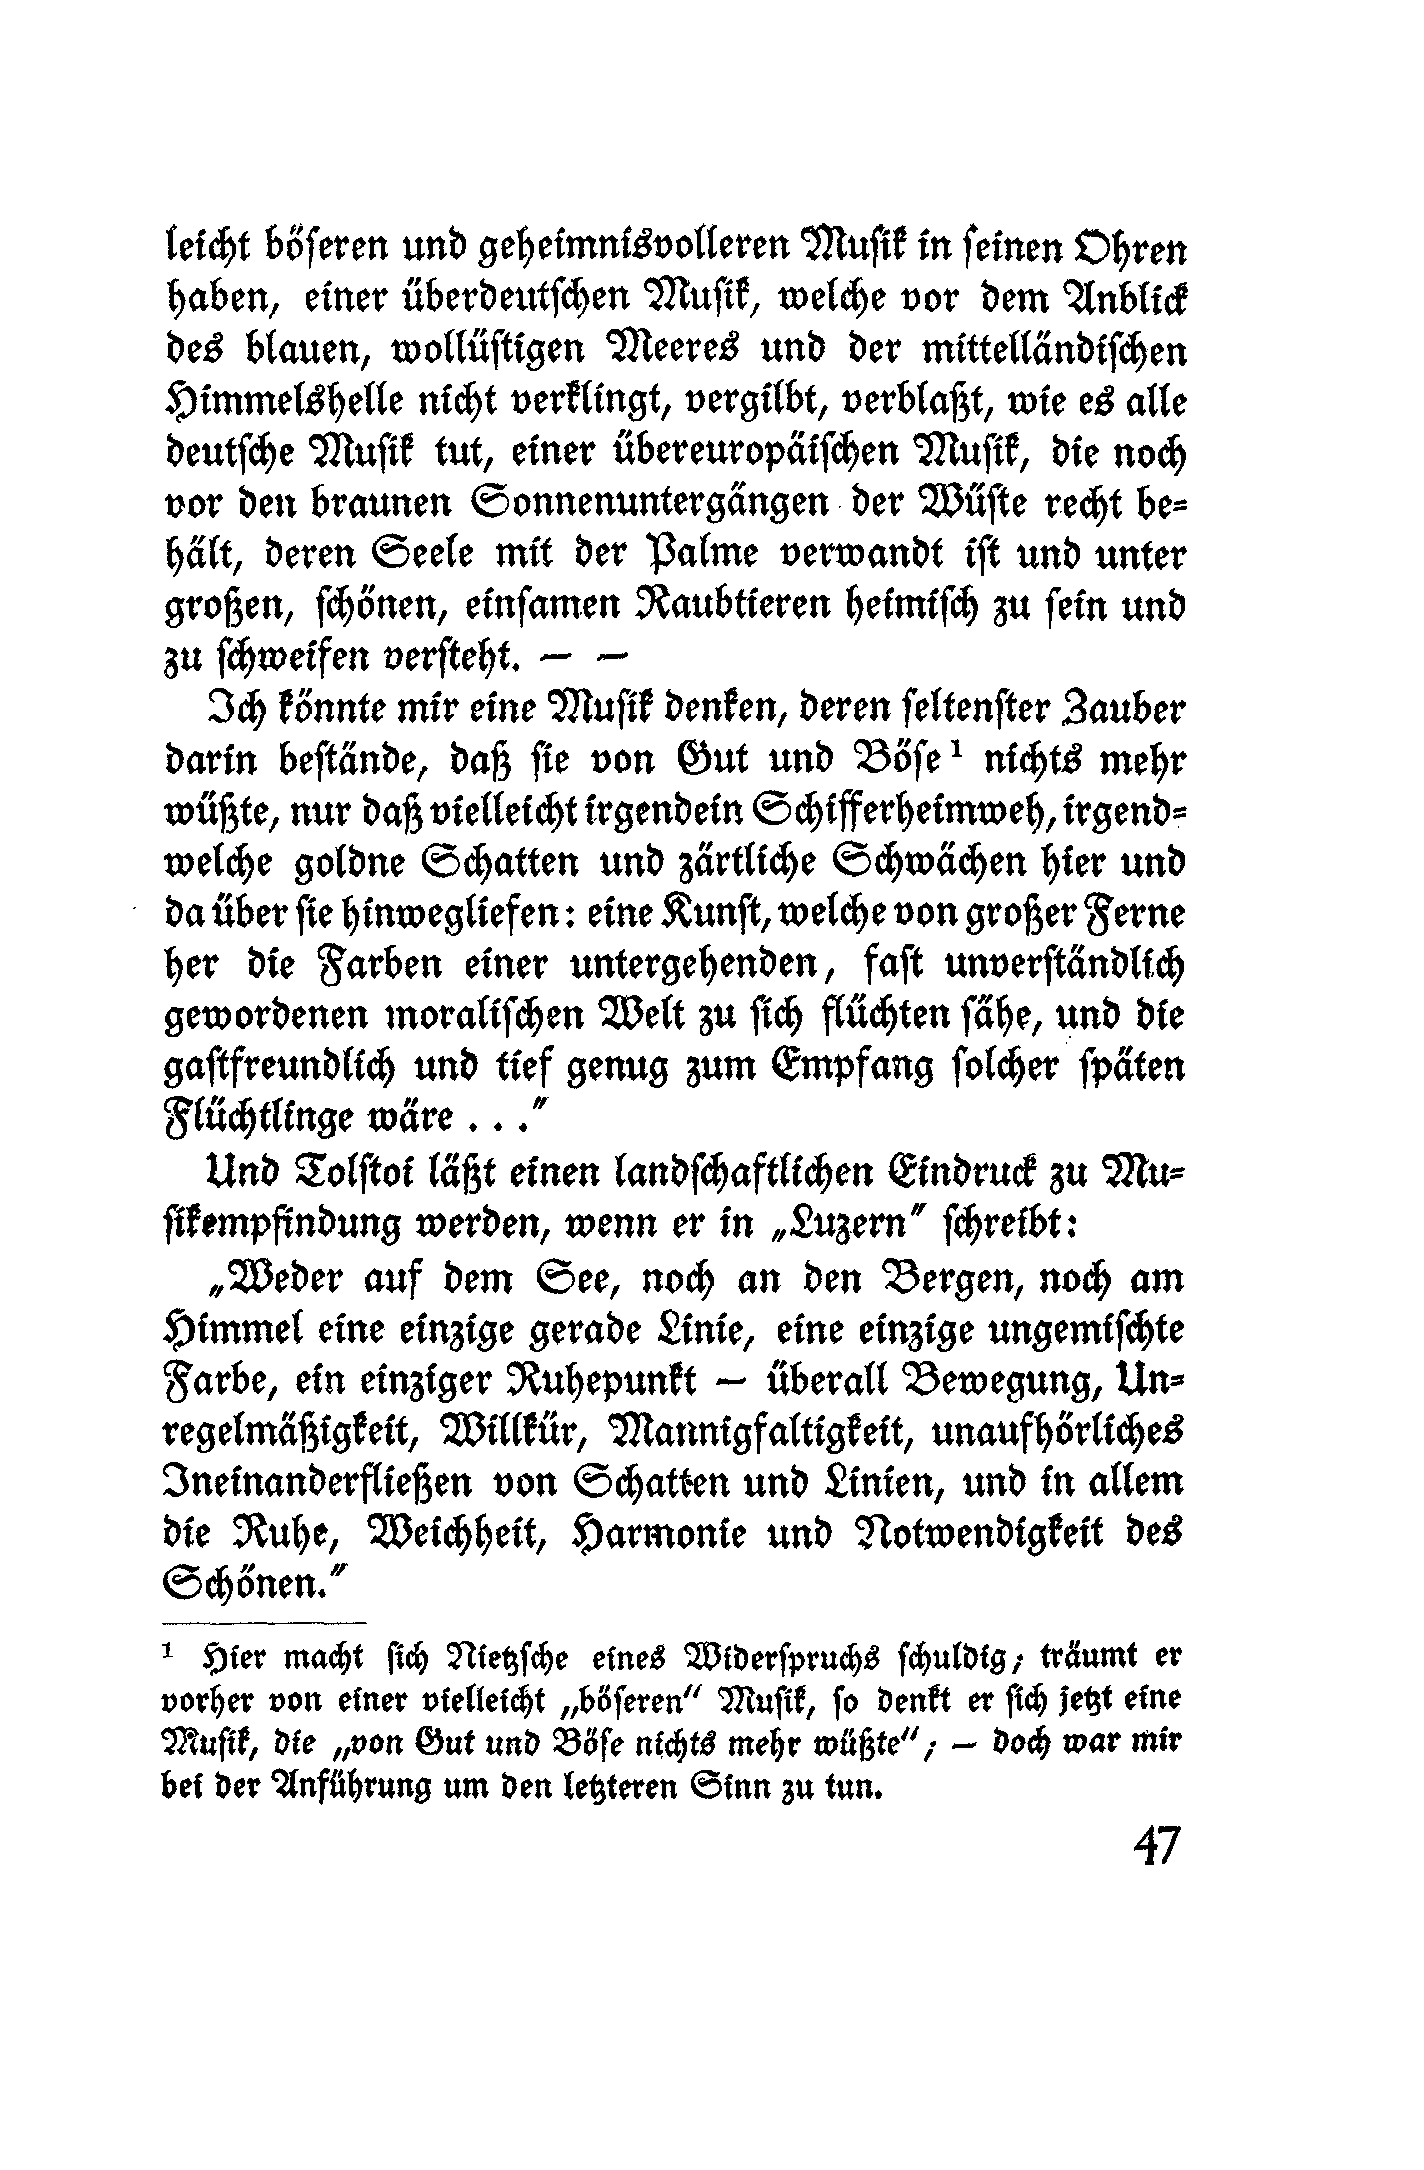 leicht böseren und geheimnisvolleren Musik in seinen Ohren
haben, einer überdeutschen Musik, welche vor dem Anblick
des blauen, wollüstigen Meeres und der mittelländischen
Himmelshelle nicht verklingt, vergilbt, verblaßt, wie es alle
deutsche Musik tut, einer übereuropäischen Musik, die noch
vor den braunen Sonnenuntergängen der Wüste recht be-
hält, deren Seele mit der Palme verwandt ist und unter
großen, schönen, einsamen Raubtieren heimisch zu sein und
zu schweifen versteht. — —
Ich könnte mir eine Musik denken, deren seltenster Zauber
darin bestände, daß sie von Gut und Böse¹ nichts mehr
wüßte, nur daß vielleicht irgendein Schifferheimweh, irgend-
welche goldne Schatten und zärtliche Schwächen hier und
da über sie hinwegliefen: eine Kunst, welche von großer Ferne
her die Farben einer untergehenden, fast unverständlich
gewordenen moralischen Welt zu sich flüchten sähe, und die
gastfreundlich und tief genug zum Empfang solcher späten
Flüchtlinge wäre . . .“
Und Tolstoi läßt einen landschaftlichen Eindruck zu Mu-
sikempfindung werden, wenn er in „Luzern“ schreibt:
„Weder auf dem See, noch an den Bergen, noch am
Himmel eine einzige gerade Linie, eine einzige ungemischte
Farbe, ein einziger Ruhepunkt — überall Bewegung, Un-
regelmäßigkeit, Willkür, Mannigfaltigkeit, unaufhörliches
Ineinanderfließen von Schatten und Linien, und in allem
die Ruhe, Weichheit, Harmonie und Notwendigkeit des
Schönen.“
¹ Hier macht sich Nietzsche eines Widerspruchs schuldig; träumt er
vorher von einer vielleicht „böseren“ Musik, so denkt er sich jetzt eine
Musik, die „von Gut und Böse nichts mehr wüßte“; — doch war mir
bei der Anführung um den letzteren Sinn zu tun.
47